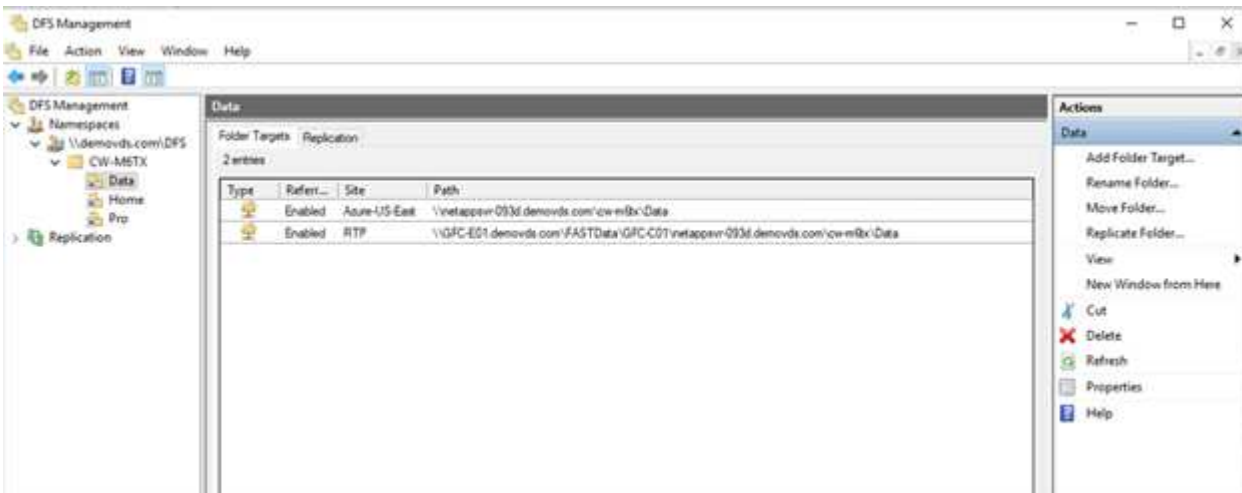 DFS Management
File Action View Window Help
DFS Management
Namespaces
\\demovds.com\DFS
CW-M6TX
Data
Home
Pro
Replication
Data
Folder Targets Replication
2 entries
Type Referr... Site Path
Enabled Azure-US-East \\netappsvr-093d.demovds.com\cw-m6tx\Data
Enabled RTP \\GFC-E01.demovds.com\FASTData\GFC-C01\netappsvr-093d.demovds.com\cw-m6tx\Data
Actions
Data
Add Folder Target...
Rename Folder...
Move Folder...
Replicate Folder...
View
New Window from Here
Cut
Delete
Refresh
Properties
Help